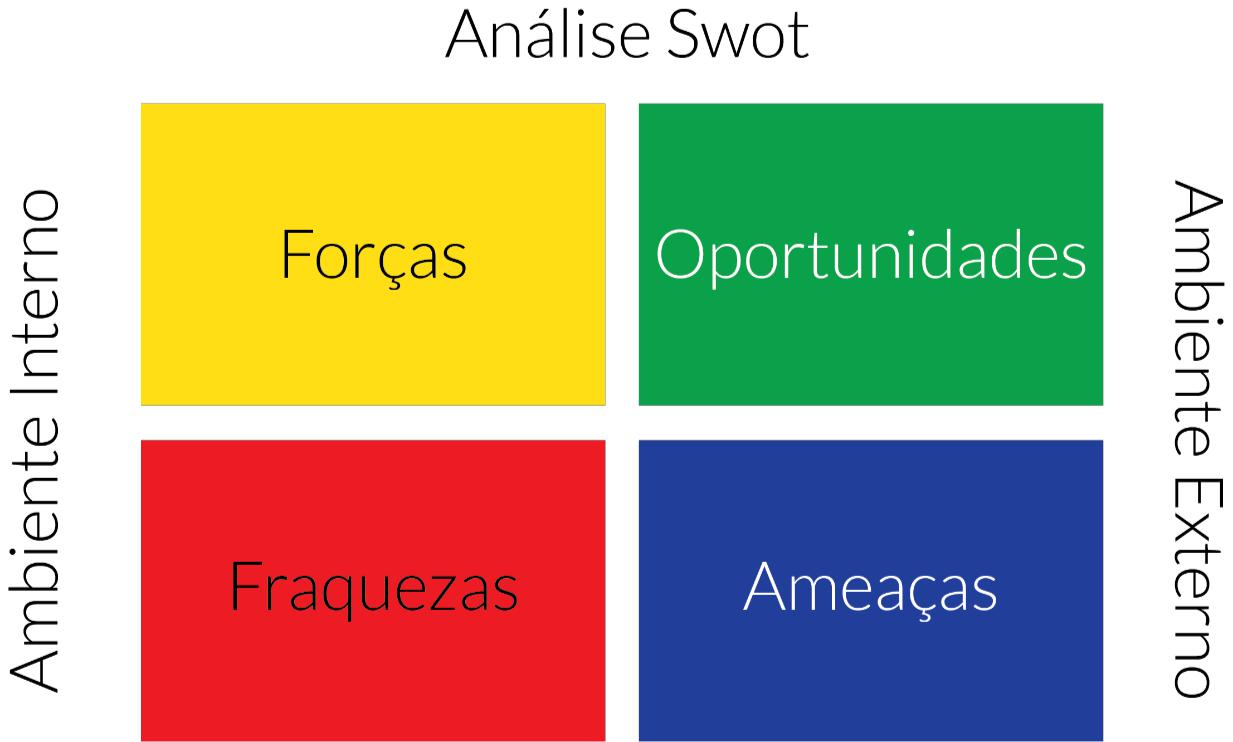 Análise Swot
Ambiente Interno
Forças
Oportunidades
Fraquezas
Ameaças
Ambiente Externo